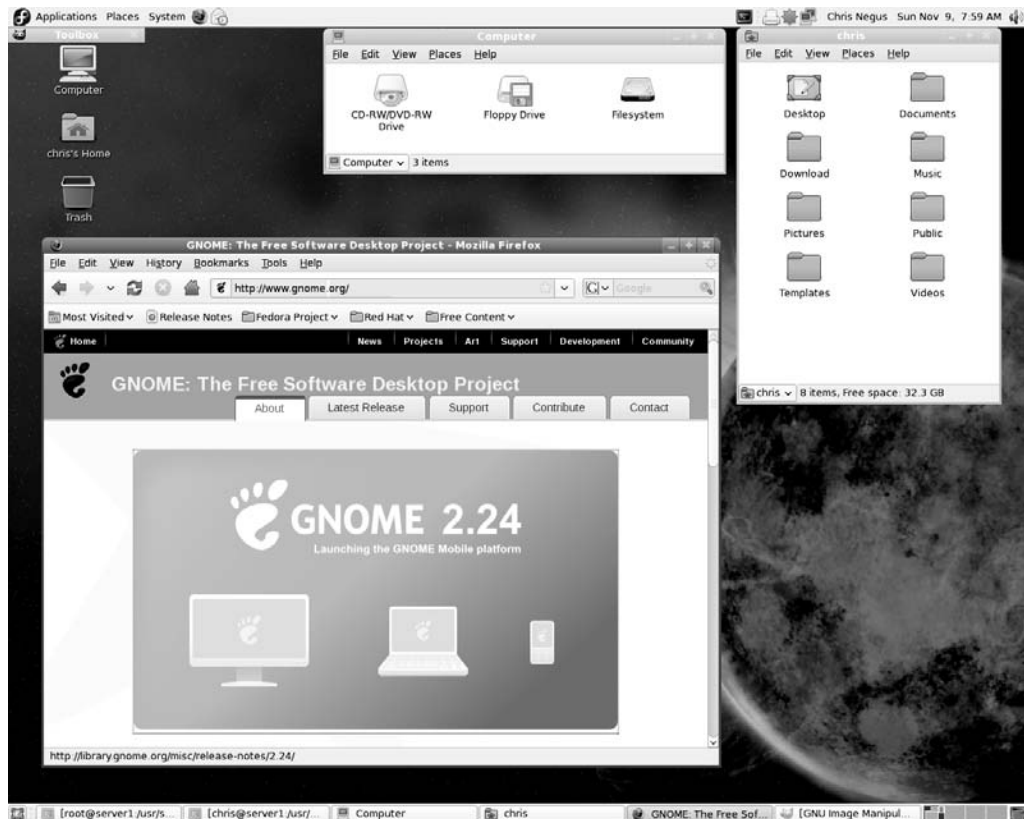 Applications Places System Chris Negus Sun Nov 9, 7:59 AM
Toolbox
Computer
chris's Home
Trash
Computer
File Edit View Places Help
CD-RW/DVD-RW
Drive
Floppy Drive
Filesystem
Computer 3 items
chris
File Edit View Places Help
Desktop Documents
Download Music
Pictures Public
Templates Videos
chris 8 items, Free space: 32.3 GB
GNOME: The Free Software Desktop Project - Mozilla Firefox
File Edit View History Bookmarks Tools Help
http://www.gnome.org/ G Google
Most Visited Release Notes Fedora Project Red Hat Free Content
Home News Projects Art Support Development Community
GNOME: The Free Software Desktop Project
About Latest Release Support Contribute Contact
GNOME 2.24
Launching the GNOME Mobile platform
http://library.gnome.org/misc/release-notes/2.24/
[root@server1:/usr/s... [chris@server1:/usr/... Computer chris GNOME: The Free Sof... [GNU Image Manipul...